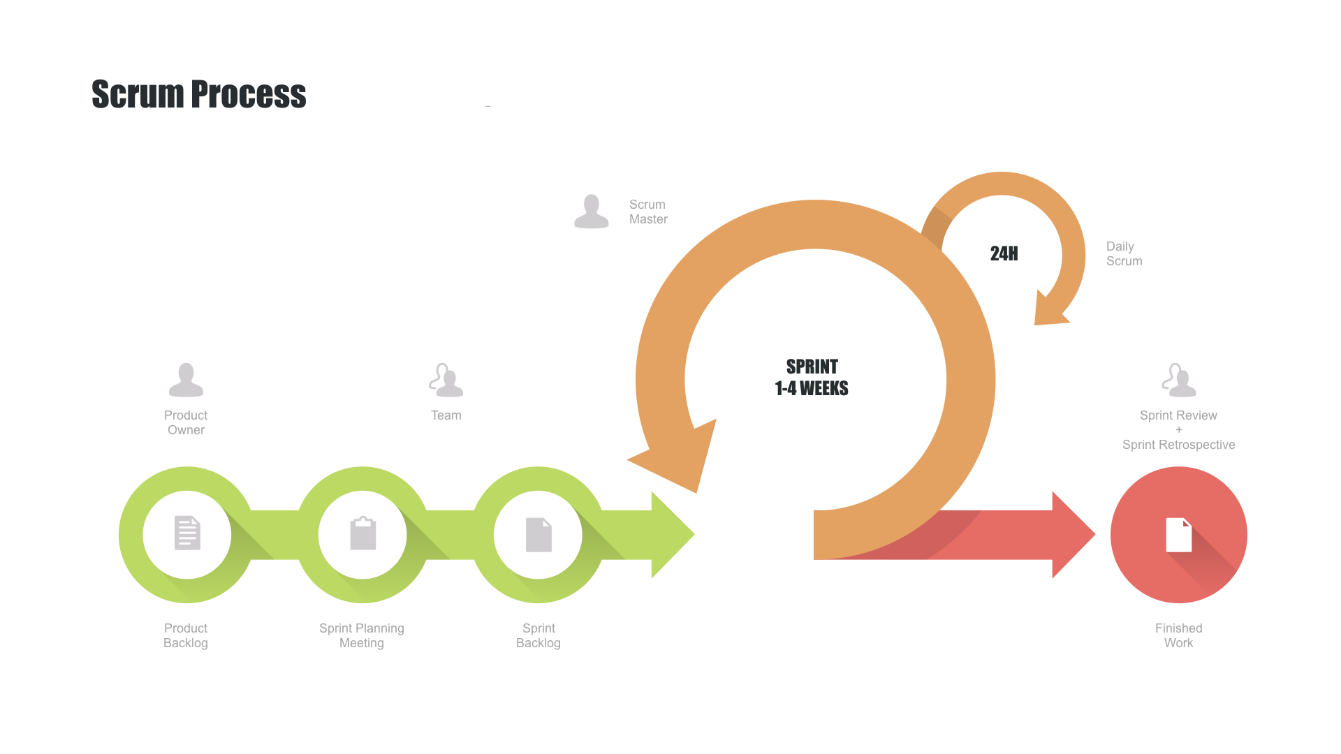 Scrum Process
Scrum
Master
24H
Daily
Scrum
SPRINT
1-4 WEEKS
Product
Owner
Team
Sprint Review
+
Sprint Retrospective
Product
Backlog
Sprint Planning
Meeting
Sprint
Backlog
Finished
Work